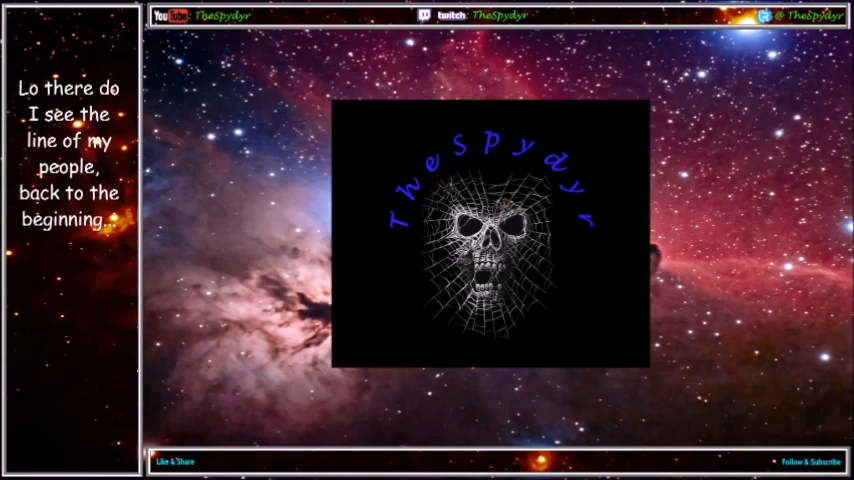 YouTube: TheSpydyr
twitch: TheSpydyr
@ TheSpydyr
Lo there do
I see the
line of my
people,
back to the
beginning...
TheSpydyr
Like & Share
Follow & Subscribe